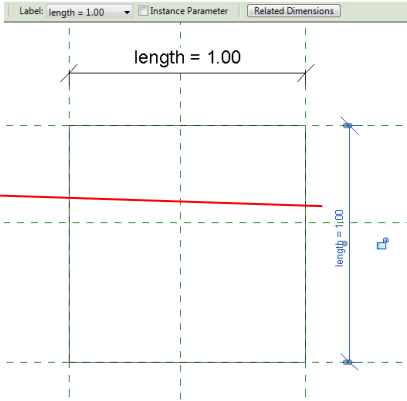 Label: length = 1.00 Instance Parameter Related Dimensions
length = 1.00
length = 1.00